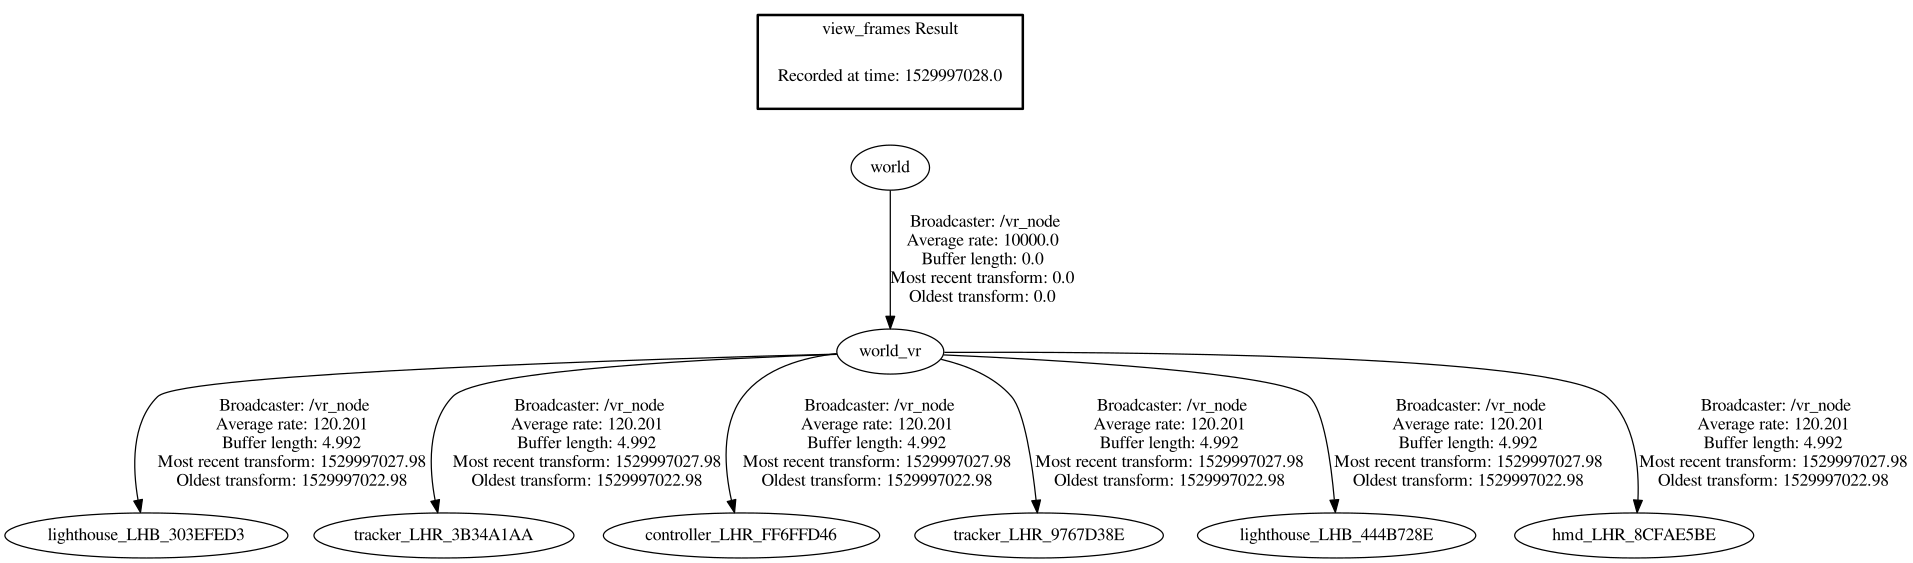 view_frames Result
Recorded at time: 1529997028.0
world
Broadcaster: /vr_node
Average rate: 10000.0
Buffer length: 0.0
Most recent transform: 0.0
Oldest transform: 0.0
world_vr
Broadcaster: /vr_node
Average rate: 120.201
Buffer length: 4.992
Most recent transform: 1529997027.98
Oldest transform: 1529997022.98
Broadcaster: /vr_node
Average rate: 120.201
Buffer length: 4.992
Most recent transform: 1529997027.98
Oldest transform: 1529997022.98
Broadcaster: /vr_node
Average rate: 120.201
Buffer length: 4.992
Most recent transform: 1529997027.98
Oldest transform: 1529997022.98
Broadcaster: /vr_node
Average rate: 120.201
Buffer length: 4.992
Most recent transform: 1529997027.98
Oldest transform: 1529997022.98
Broadcaster: /vr_node
Average rate: 120.201
Buffer length: 4.992
Most recent transform: 1529997027.98
Oldest transform: 1529997022.98
Broadcaster: /vr_node
Average rate: 120.201
Buffer length: 4.992
Most recent transform: 1529997027.98
Oldest transform: 1529997022.98
lighthouse_LHB_303EFED3
tracker_LHR_3B34A1AA
controller_LHR_FF6FFD46
tracker_LHR_9767D38E
lighthouse_LHB_444B728E
hmd_LHR_8CFAE5BE